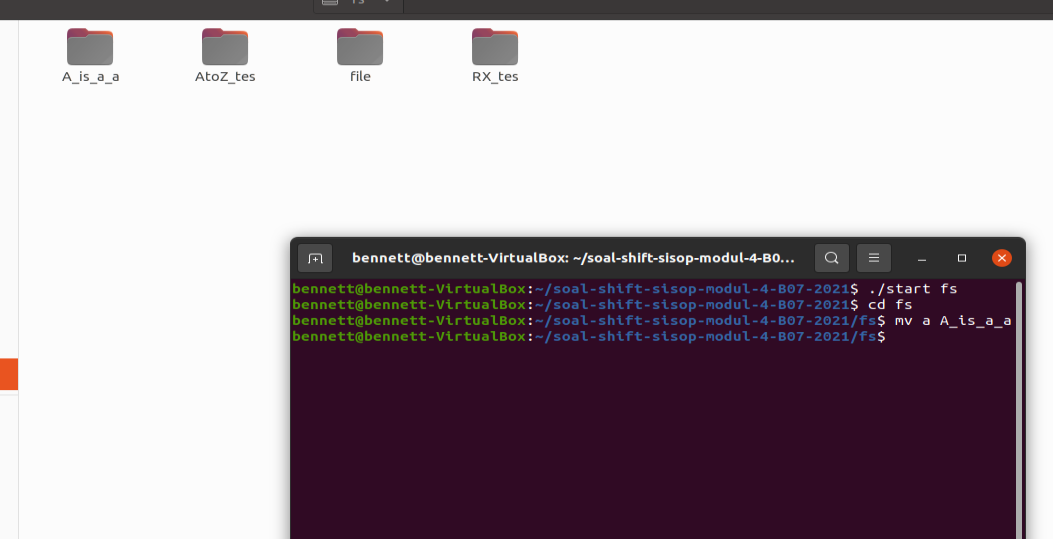 fs
A_is_a_a
AtoZ_tes
file
RX_tes
bennett@bennett-VirtualBox: ~/soal-shift-sisop-modul-4-B0...
bennett@bennett-VirtualBox:~/soal-shift-sisop-modul-4-B07-2021$ ./start fs
bennett@bennett-VirtualBox:~/soal-shift-sisop-modul-4-B07-2021$ cd fs
bennett@bennett-VirtualBox:~/soal-shift-sisop-modul-4-B07-2021/fs$ mv a A_is_a_a
bennett@bennett-VirtualBox:~/soal-shift-sisop-modul-4-B07-2021/fs$